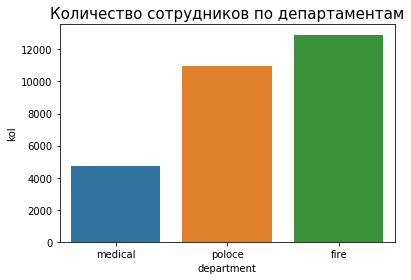 Количество сотрудников по департаментам
12000
10000
8000
6000
4000
2000
0
kol
medical poloce fire
department